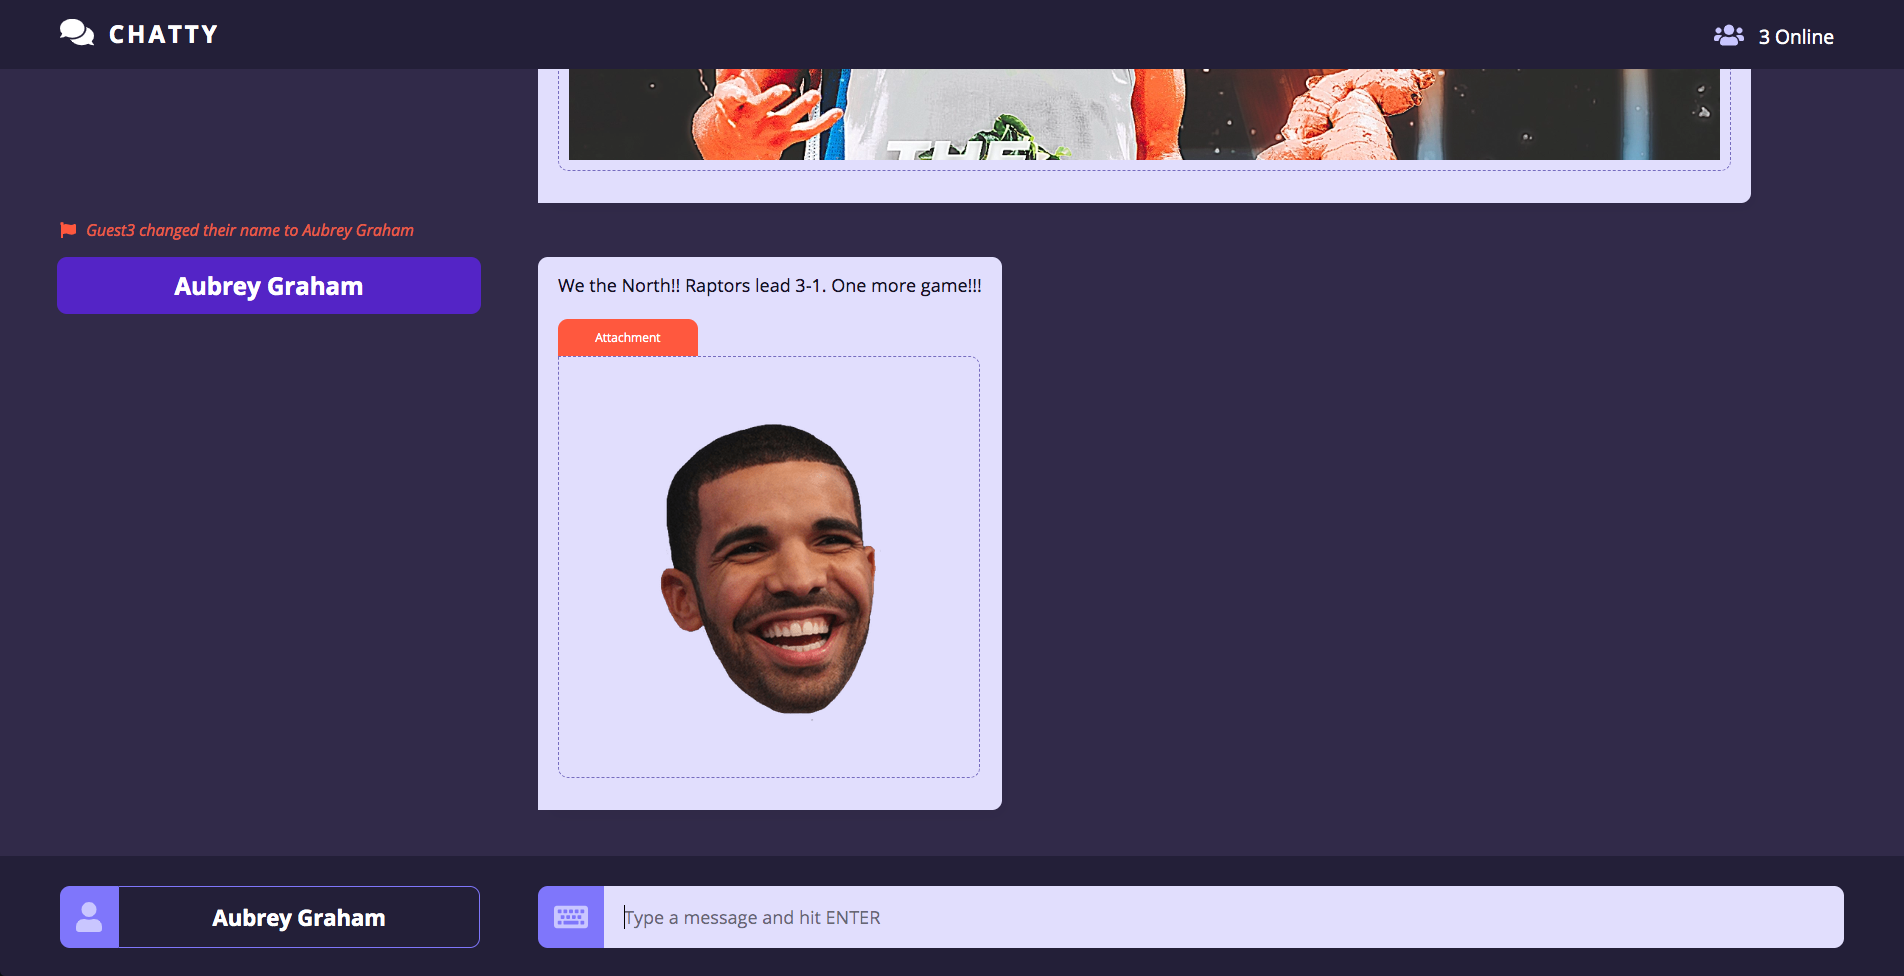 CHATTY
3 Online
THE
Guest3 changed their name to Aubrey Graham
Aubrey Graham
We the North!! Raptors lead 3-1. One more game!!!
Attachment
Aubrey Graham
Type a message and hit ENTER